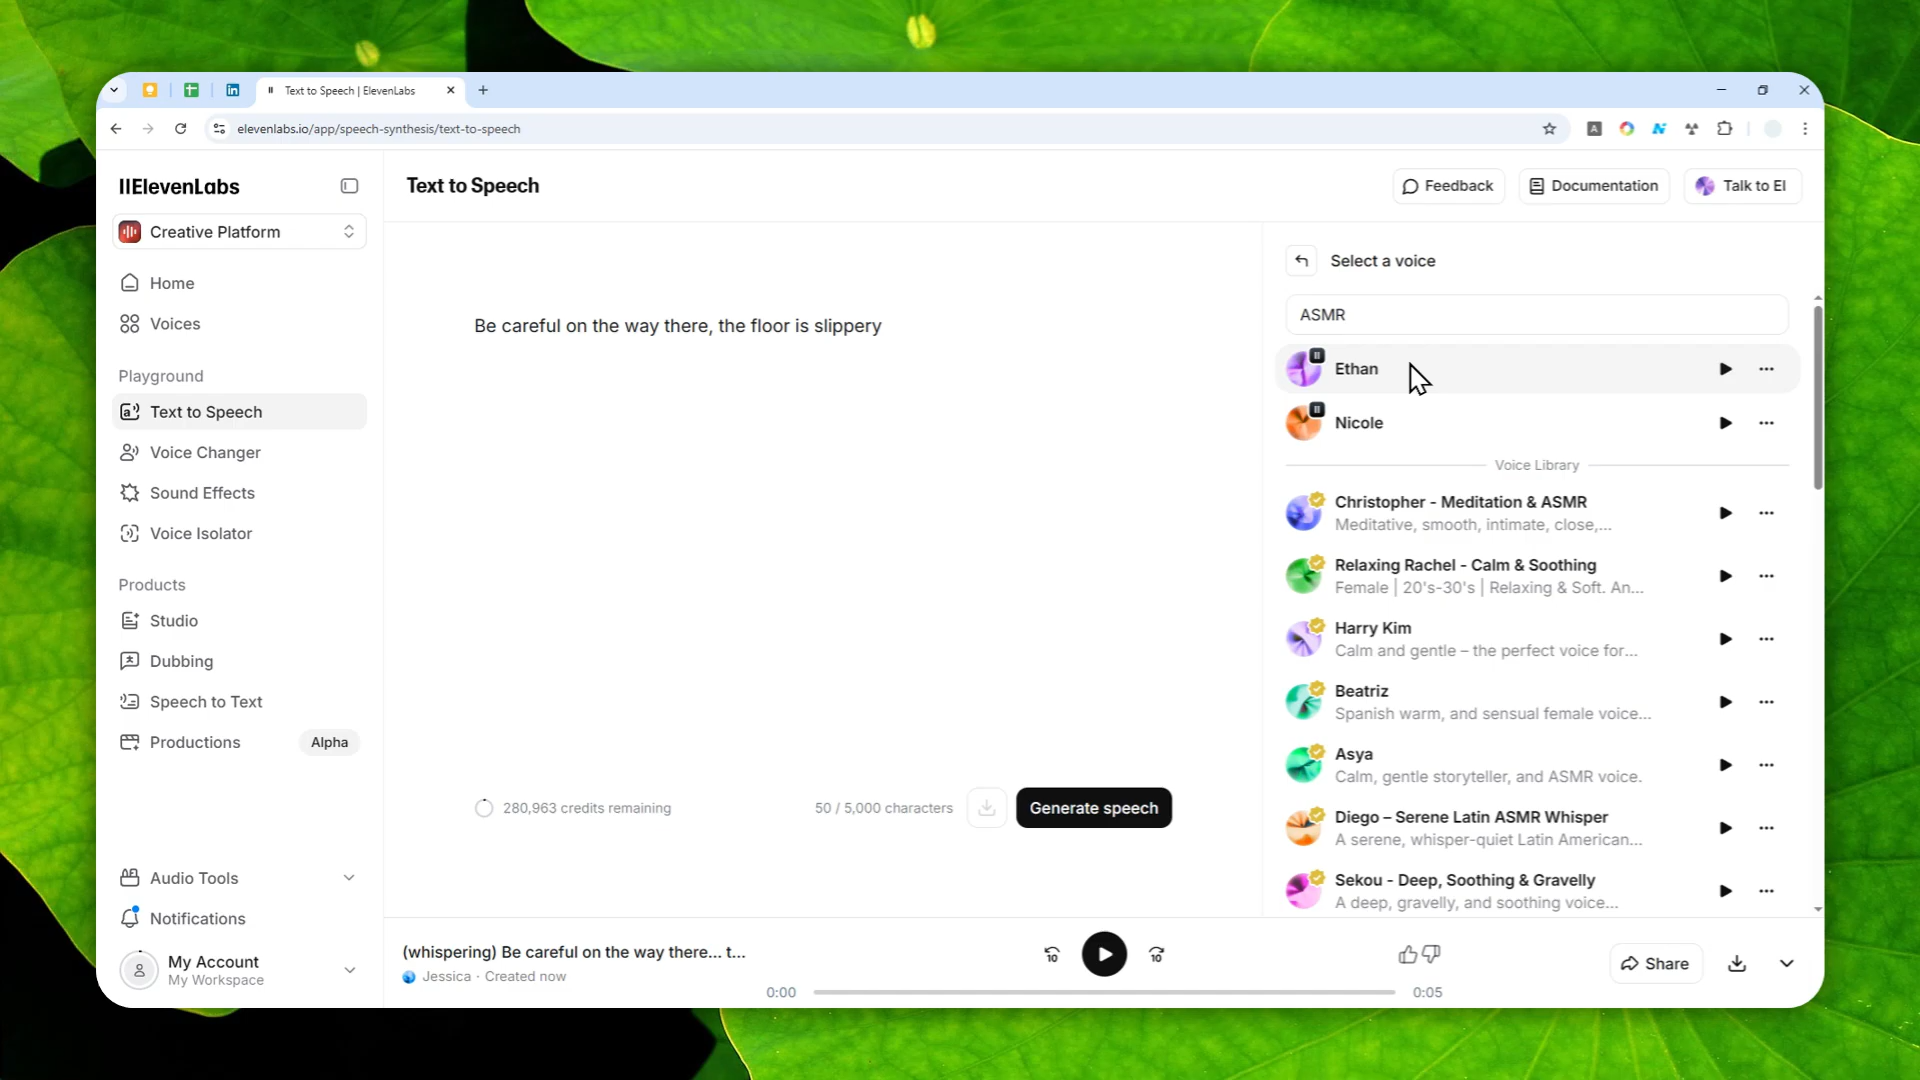 Text to Speech | ElevenLabs
elevenlabs.io/app/speech-synthesis/text-to-speech
IIElevenLabs
Creative Platform
Home
Voices
Playground
Text to Speech
Voice Changer
Sound Effects
Voice Isolator
Products
Studio
Dubbing
Speech to Text
Productions Alpha
Audio Tools
Notifications
My Account
My Workspace
Text to Speech
Feedback
Documentation
Talk to El
Be careful on the way there, the floor is slippery
280,963 credits remaining
50 / 5,000 characters
Generate speech
Select a voice
ASMR
Ethan
Nicole
Voice Library
Christopher - Meditation & ASMR
Meditative, smooth, intimate, close,...
Relaxing Rachel - Calm & Soothing
Female | 20's-30's | Relaxing & Soft. An...
Harry Kim
Calm and gentle – the perfect voice for...
Beatriz
Spanish warm, and sensual female voice...
Asya
Calm, gentle storyteller, and ASMR voice.
Diego – Serene Latin ASMR Whisper
A serene, whisper-quiet Latin American...
Sekou - Deep, Soothing & Gravelly
A deep, gravelly, and soothing voice...
(whispering) Be careful on the way there... t...
Jessica · Created now
10
10
0:00
0:05
Share